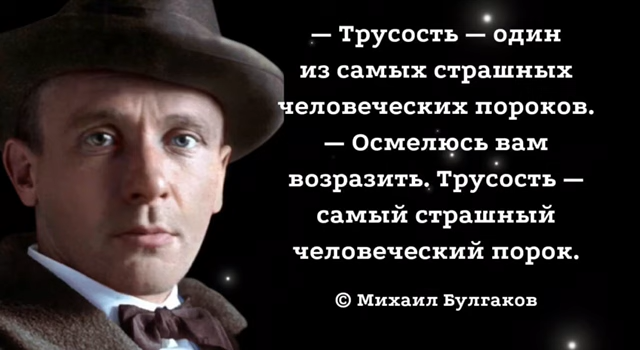 — Трусость — один
из самых страшных
человеческих пороков.
— Осмелюсь вам
возразить. Трусость —
самый страшный
человеческий порок.
© Михаил Булгаков